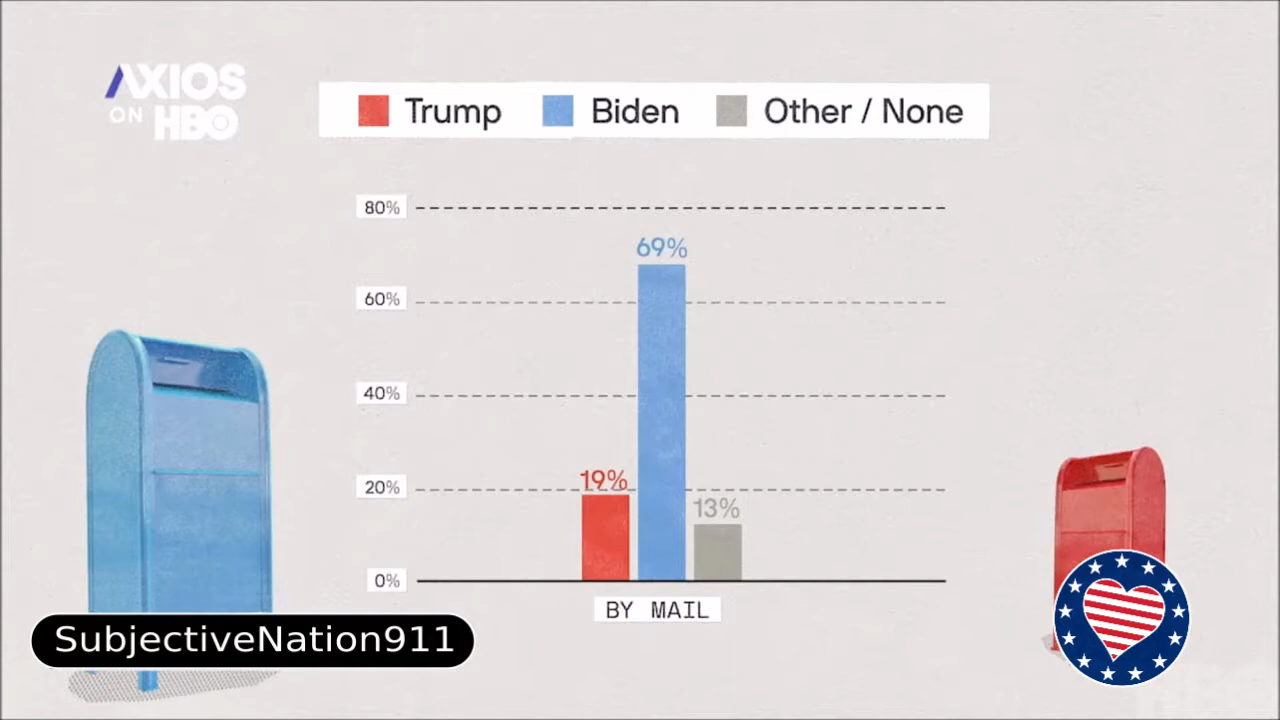 AXIOS
ON HBO
Trump Biden Other / None
80%
69%
60%
40%
19%
20%
13%
0%
BY MAIL
SubjectiveNation911